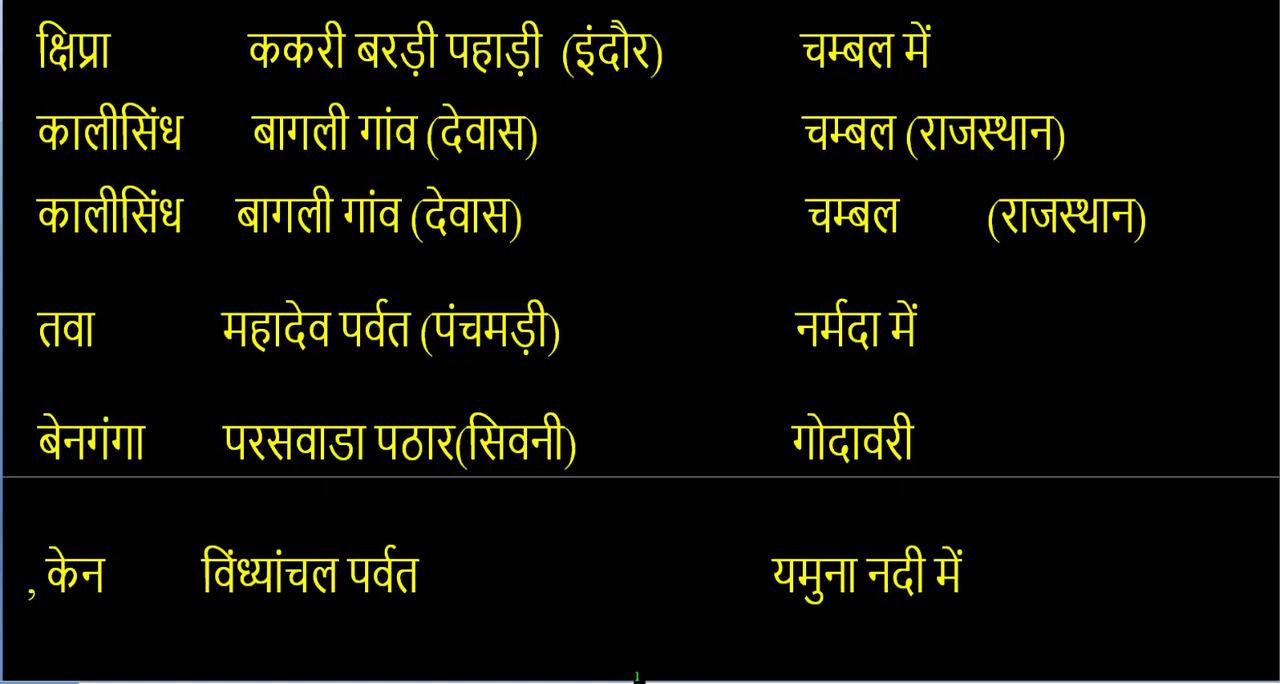 क्षिप्रा ककरी बरड़ी पहाड़ी (इंदौर) चम्बल में
कालीसिंध बागली गांव (देवास) चम्बल (राजस्थान)
कालीसिंध बागली गांव (देवास) चम्बल (राजस्थान)
तवा महादेव पर्वत (पंचमड़ी) नर्मदा में
बेनगंगा परसवाडा पठार(सिवनी) गोदावरी
, केन विंध्यांचल पर्वत यमुना नदी में
1